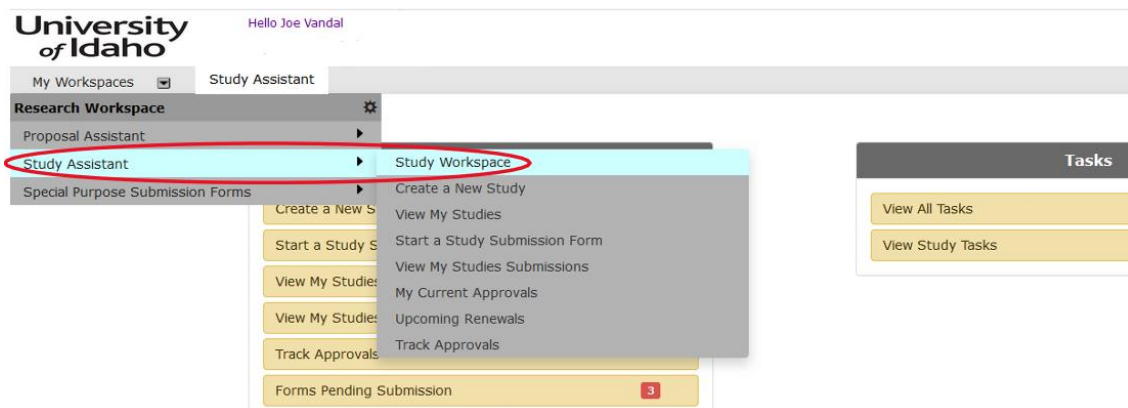 University
of Idaho
Hello Joe Vandal
My Workspaces
Study Assistant
Research Workspace
Proposal Assistant
Study Assistant
Special Purpose Submission Forms
Study Workspace
Create a New Study
View My Studies
Start a Study Submission Form
View My Studies Submissions
My Current Approvals
Upcoming Renewals
Track Approvals
Create a New S
Start a Study S
View My Studies
View My Studies
Track Approvals
Forms Pending Submission 3
Tasks
View All Tasks
View Study Tasks